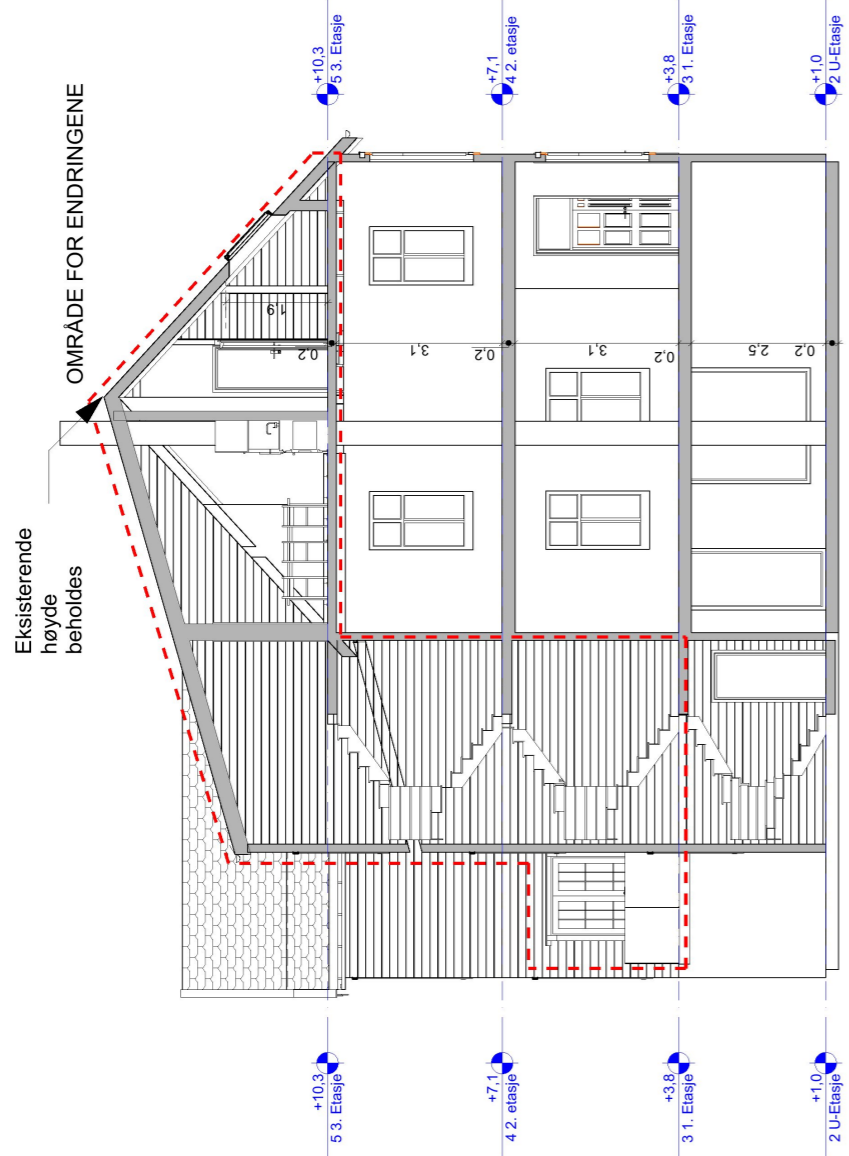 Eksisterende
høyde
beholdes
OMRÅDE FOR ENDRINGENE
+10,3
5 3. Etasje
+7,1
4 2. etasje
+3,8
3 1. Etasje
+1,0
2 U-Etasje
1,9
0,2
3,1
0,2
3,1
0,2
2,5
0,2
+10,3
5 3. Etasje
+7,1
4 2. etasje
+3,8
3 1. Etasje
+1,0
2 U-Etasje